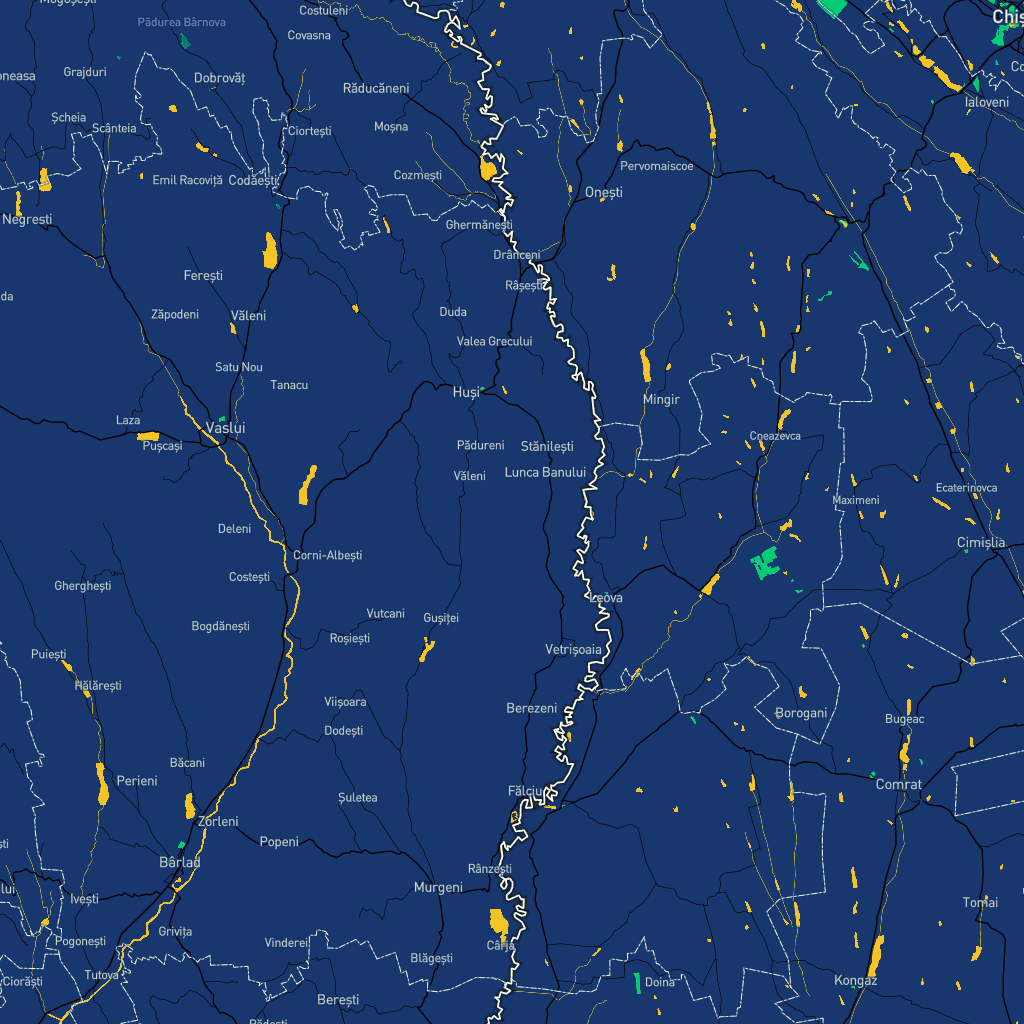 Costuleni
Pădurea Bârnova
Covasna
Grajduri
Dobrovăț
Răducăneni
Ialoveni
Șcheia
Scânteia
Moșna
Ciortești
Pervomaiscoe
Cozmești
Emil Racoviță
Codăești
Onești
Negrești
Ghermănești
Drânceni
Ferești
Râșești
Zăpodeni
Văleni
Duda
Valea Grecului
Satu Nou
Tanacu
Huși
Mingir
Laza
Vaslui
Cneazevca
Pușcași
Pădureni
Stănilești
Văleni
Lunca Banului
Ecaterinovca
Maximeni
Deleni
Cimișlia
Corni-Albești
Costești
Gherghești
Leova
Vutcani
Gușiței
Bogdănești
Roșiești
Puiești
Vetrișoaia
Hălărești
Viișoara
Berezeni
Borogani
Bugeac
Dodești
Băcani
Perieni
Comrat
Fălciu
Șuletea
Zorleni
Popeni
Bârlad
Rânzești
Murgeni
Ivești
Tomai
Grivița
Pogonești
Vinderei
Cârja
Blăgești
Tutova
Ciorăști
Doina
Kongaz
Berești